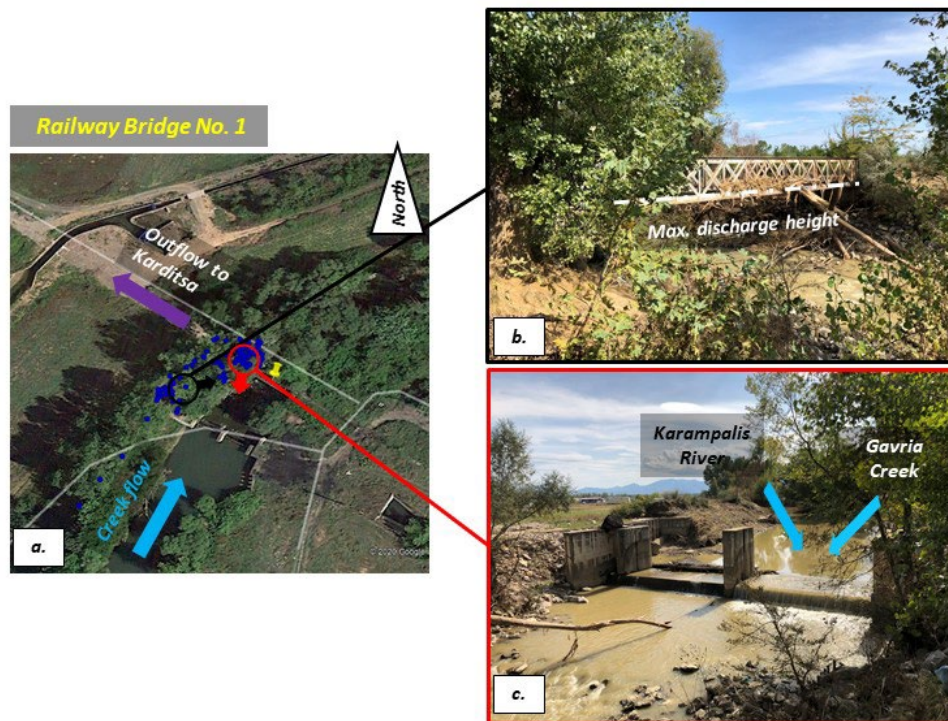 Railway Bridge No. 1
North
Outflow to
Karditsa
Creek flow
a.
© 2020 Google
Max. discharge height
b.
Karampalis
River
Gavria
Creek
c.